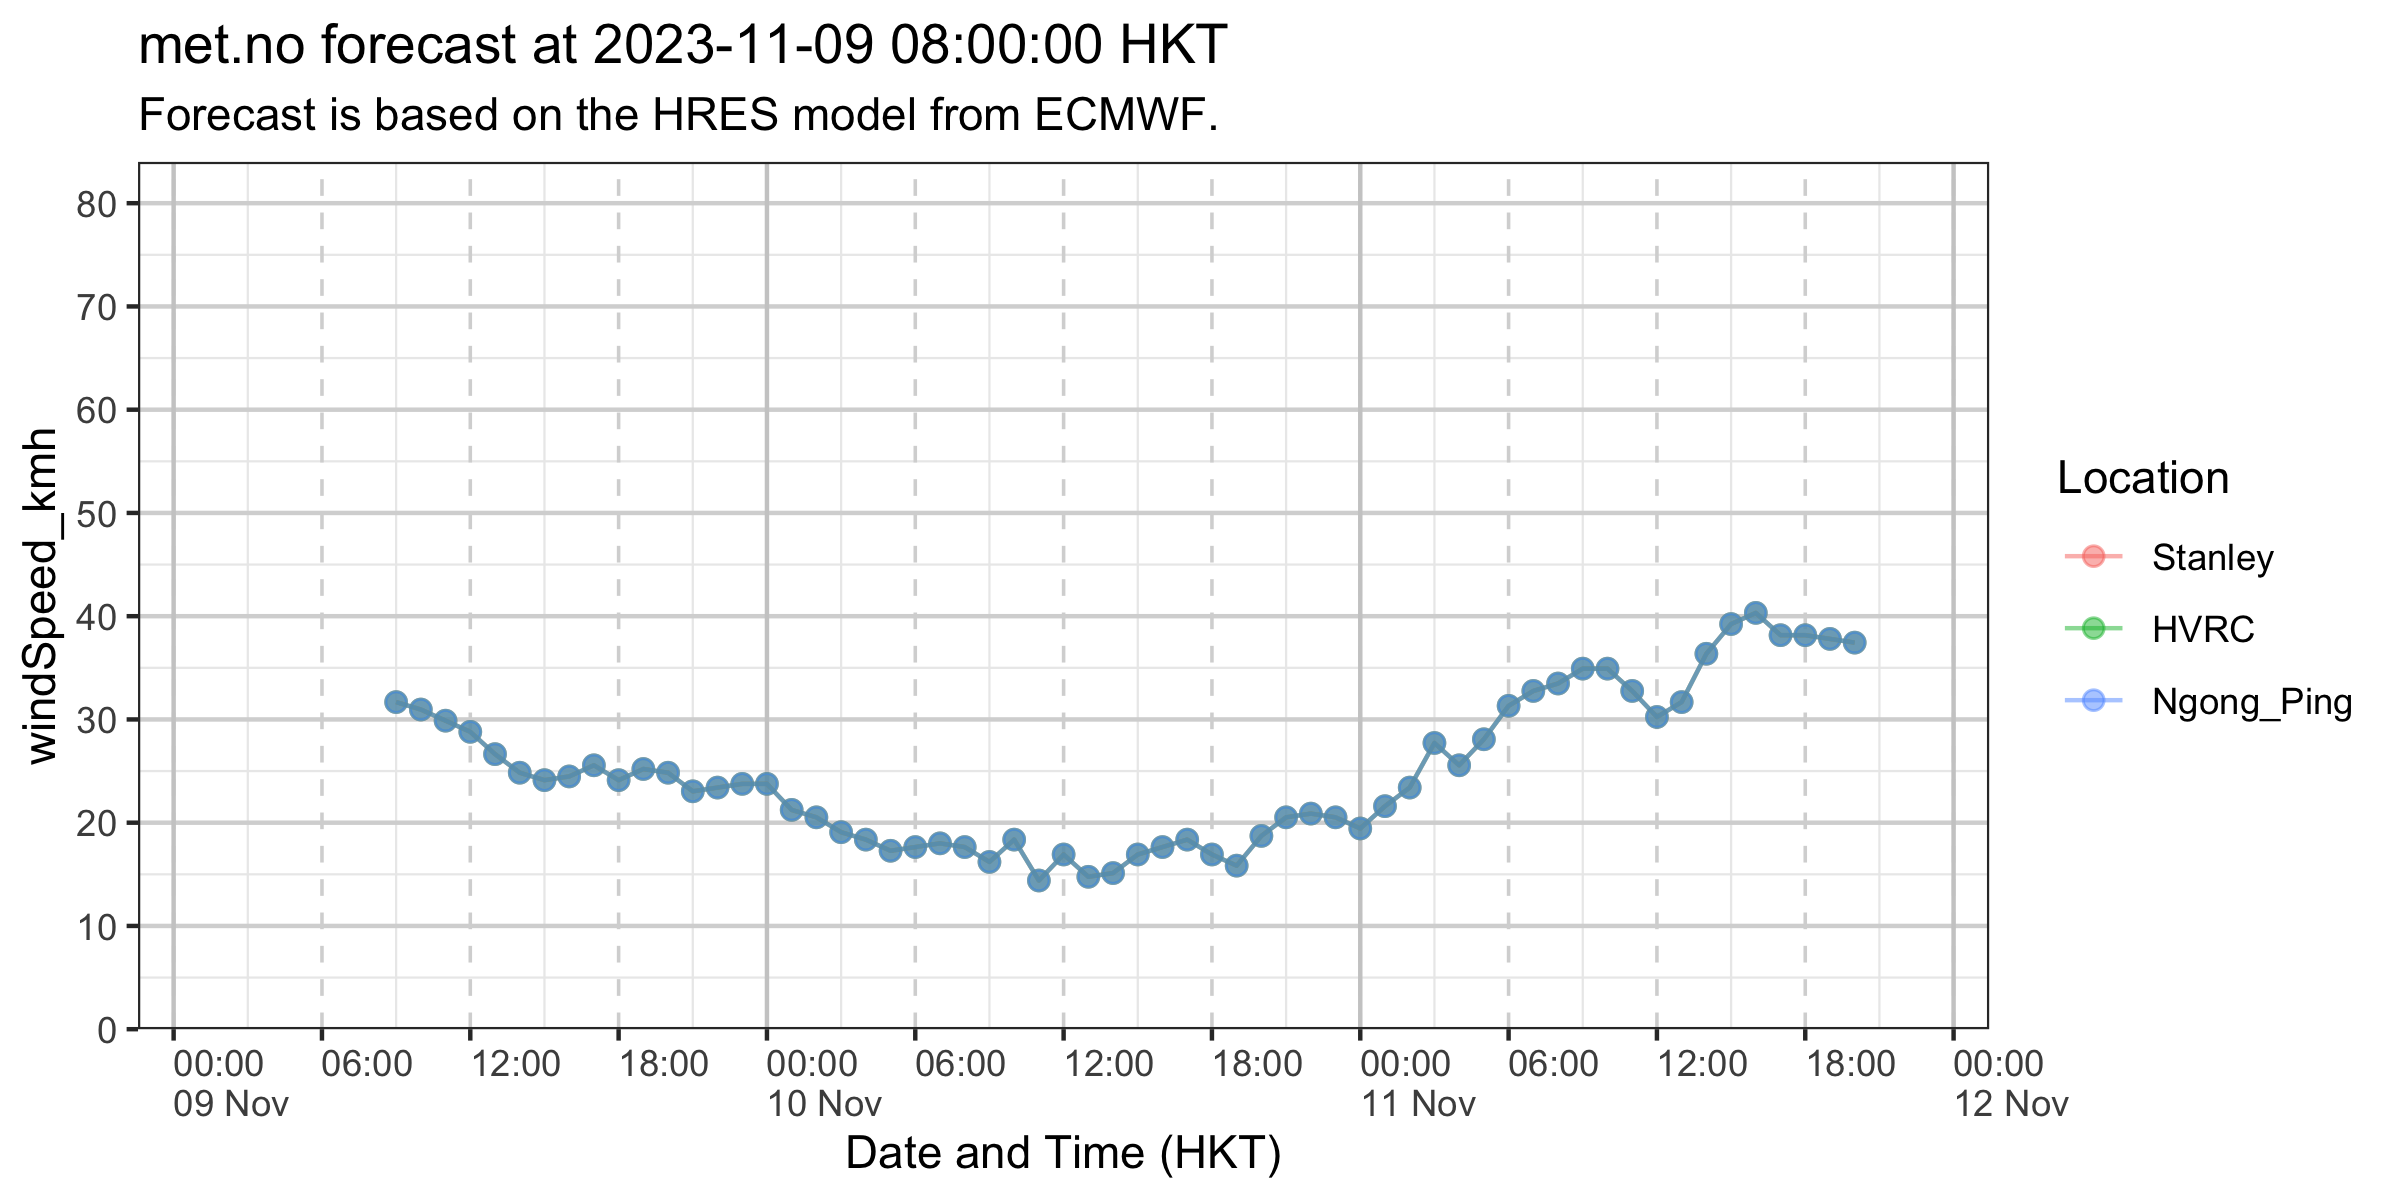 met.no forecast at 2023-11-09 08:00:00 HKT
Forecast is based on the HRES model from ECMWF.
windSpeed_kmh
80
70
60
50
40
30
20
10
0
00:00 06:00 12:00 18:00 00:00 06:00 12:00 18:00 00:00 06:00 12:00 18:00 00:00
09 Nov 10 Nov 11 Nov 12 Nov
Date and Time (HKT)
Location
Stanley
HVRC
Ngong_Ping